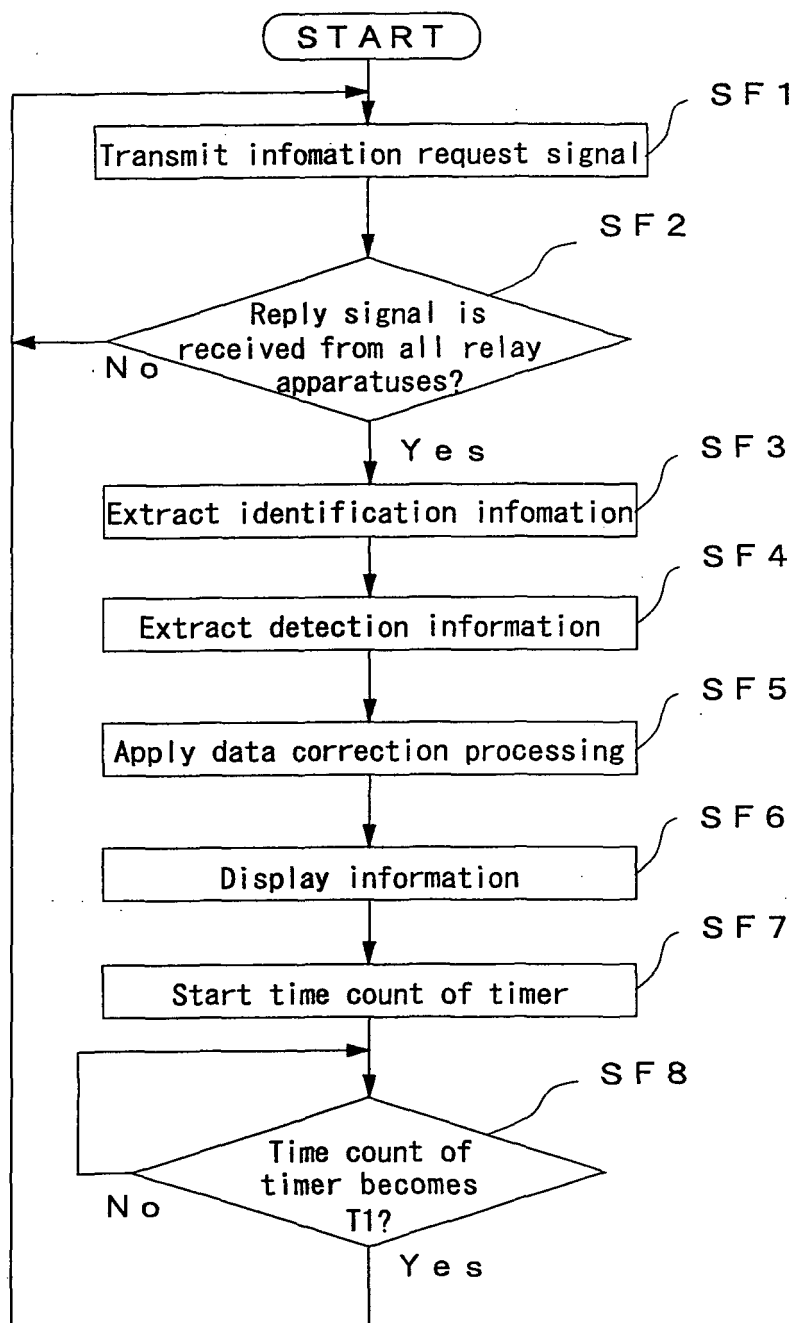 START
SF1
Transmit infomation request signal
SF2
Reply signal is
received from all relay
apparatuses?
No
Yes
SF3
Extract identification infomation
SF4
Extract detection information
SF5
Apply data correction processing
SF6
Display information
SF7
Start time count of timer
SF8
Time count of
timer becomes
T1?
No
Yes